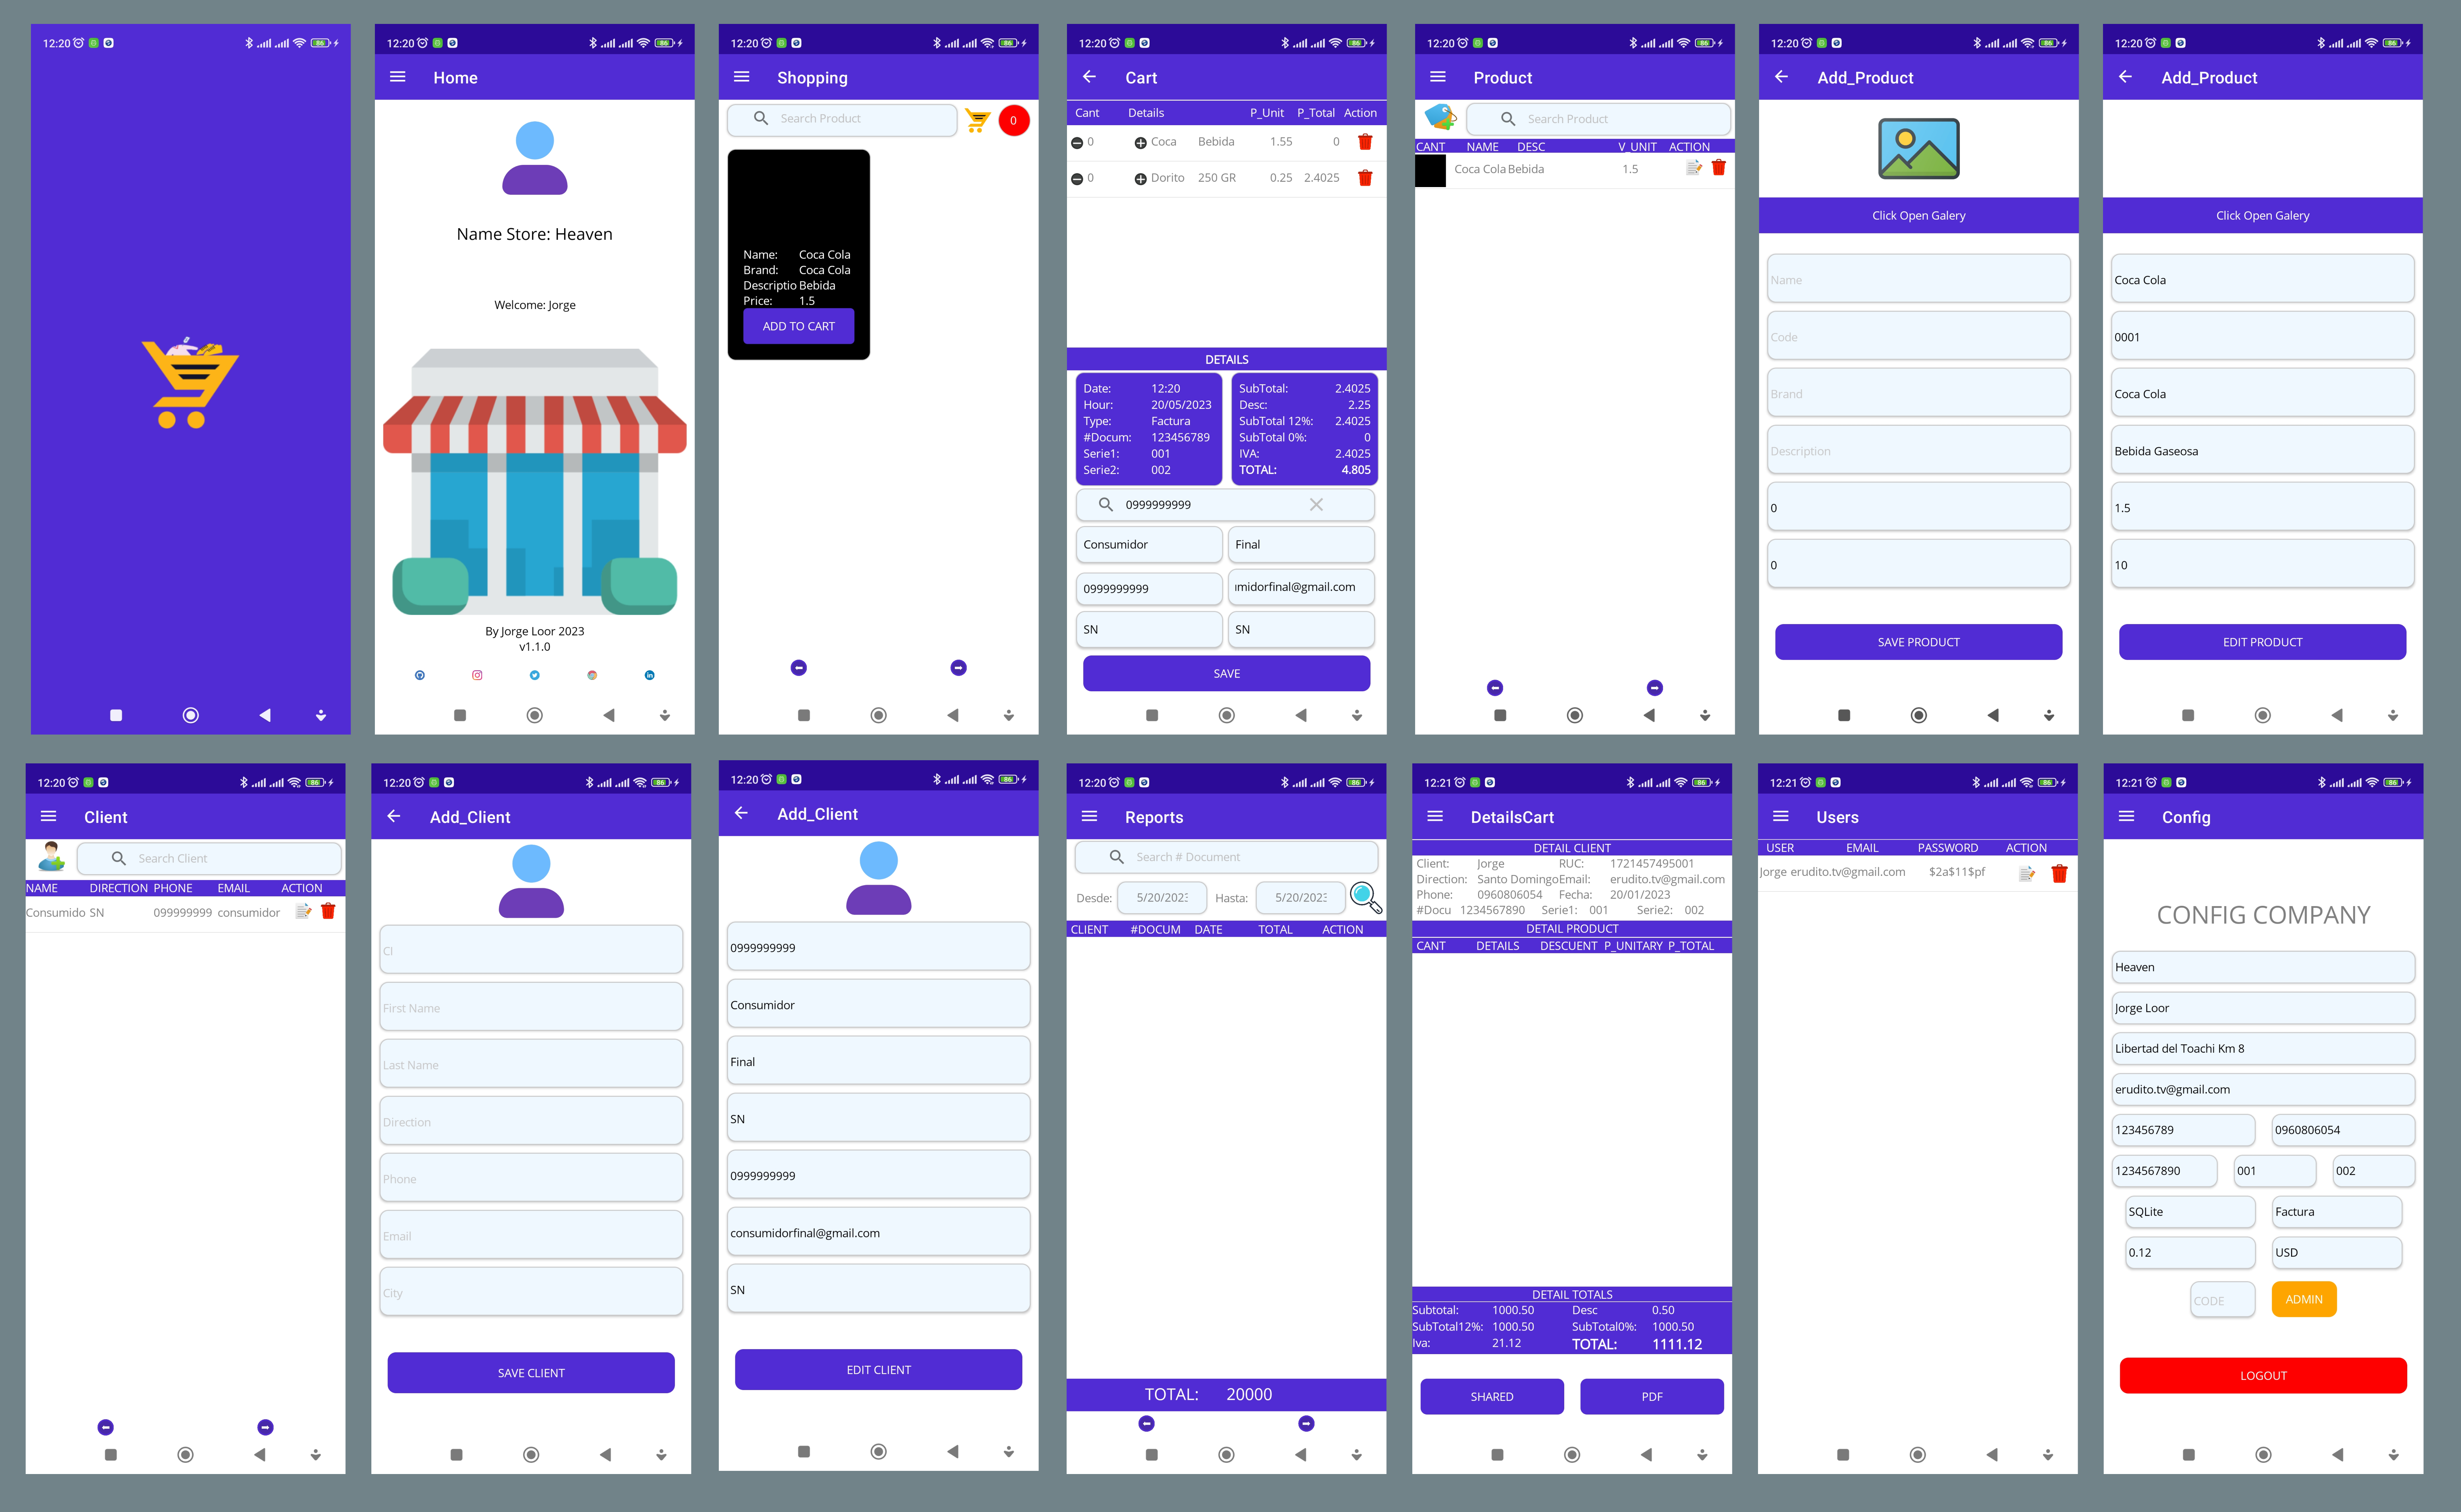 12:20
12:20
Home
Name Store: Heaven
Welcome: Jorge
By Jorge Loor 2023
v1.1.0
12:20
Shopping
Search Product
0
Name: Coca Cola
Brand: Coca Cola
Descriptio Bebida
Price: 1.5
ADD TO CART
12:20
Cart
Cant Details P_Unit P_Total Action
0 Coca Bebida 1.55 0
0 Dorito 250 GR 0.25 2.4025
DETAILS
Date: 12:20
Hour: 20/05/2023
Type: Factura
#Docum: 123456789
Serie1: 001
Serie2: 002
SubTotal: 2.4025
Desc: 2.25
SubTotal 12%: 2.4025
SubTotal 0%: 0
IVA: 2.4025
TOTAL: 4.805
0999999999
Consumidor Final
0999999999 ımidorfinal@gmail.com
SN SN
SAVE
12:20
Product
Search Product
CANT NAME DESC V_UNIT ACTION
Coca Cola Bebida 1.5
12:20
Add_Product
Click Open Galery
Name
Code
Brand
Description
0
0
SAVE PRODUCT
12:20
Add_Product
Click Open Galery
Coca Cola
0001
Coca Cola
Bebida Gaseosa
1.5
10
EDIT PRODUCT
12:20
Client
Search Client
NAME DIRECTION PHONE EMAIL ACTION
Consumido SN 099999999 consumidor
12:20
Add_Client
CI
First Name
Last Name
Direction
Phone
Email
City
SAVE CLIENT
12:20
Add_Client
0999999999
Consumidor
Final
SN
0999999999
consumidorfinal@gmail.com
SN
EDIT CLIENT
12:20
Reports
Search # Document
Desde: 5/20/2023 Hasta: 5/20/2023
CLIENT #DOCUM DATE TOTAL ACTION
TOTAL: 20000
12:21
DetailsCart
DETAIL CLIENT
Client: Jorge RUC: 1721457495001
Direction: Santo Domingo Email: erudito.tv@gmail.com
Phone: 0960806054 Fecha: 20/01/2023
#Docu 1234567890 Serie1: 001 Serie2: 002
DETAIL PRODUCT
CANT DETAILS DESCUENT P_UNITARY P_TOTAL
DETAIL TOTALS
Subtotal: 1000.50 Desc 0.50
SubTotal12%: 1000.50 SubTotal0%: 1000.50
Iva: 21.12 TOTAL: 1111.12
SHARED PDF
12:21
Users
USER EMAIL PASSWORD ACTION
Jorge erudito.tv@gmail.com $2a$11$pf
12:21
Config
CONFIG COMPANY
Heaven
Jorge Loor
Libertad del Toachi Km 8
erudito.tv@gmail.com
123456789 0960806054
1234567890 001 002
SQLite Factura
0.12 USD
CODE ADMIN
LOGOUT